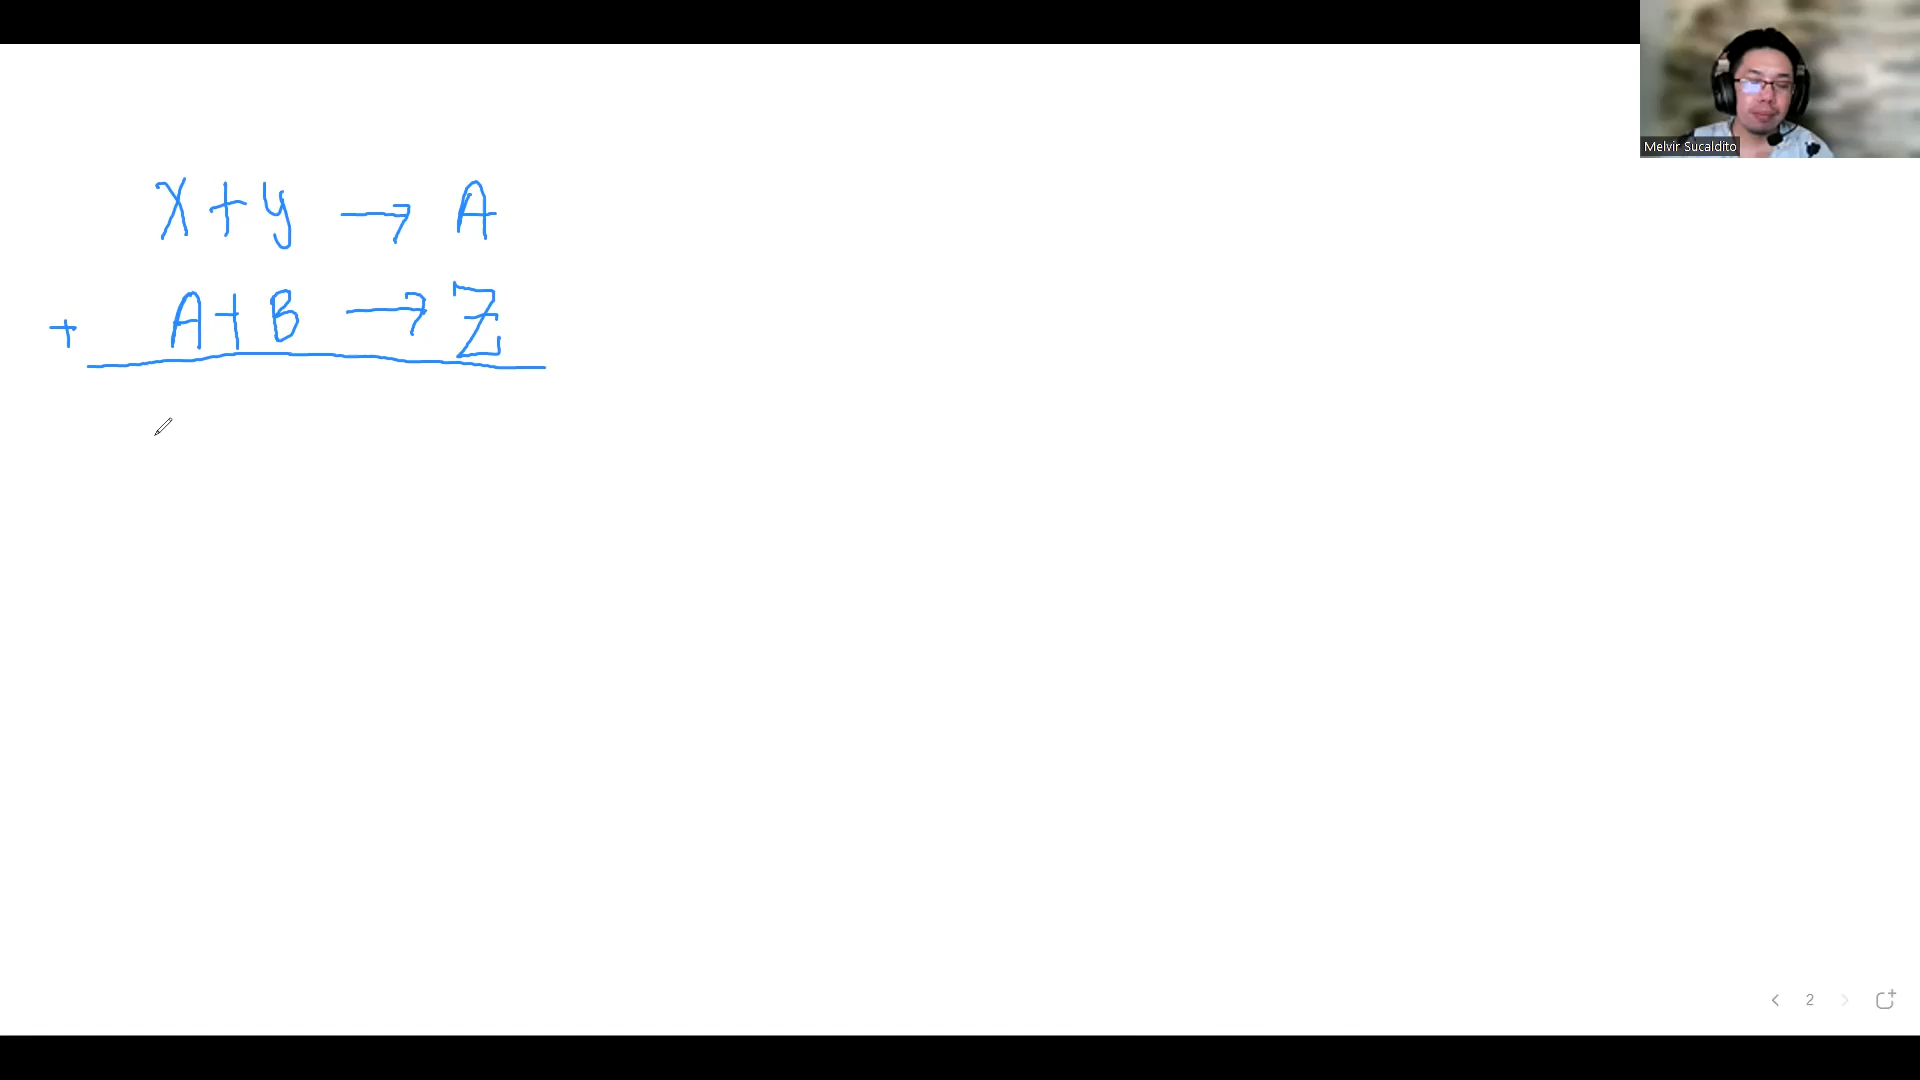 Melvir Sucaldito
X + y → A
+ A + B → Z
2